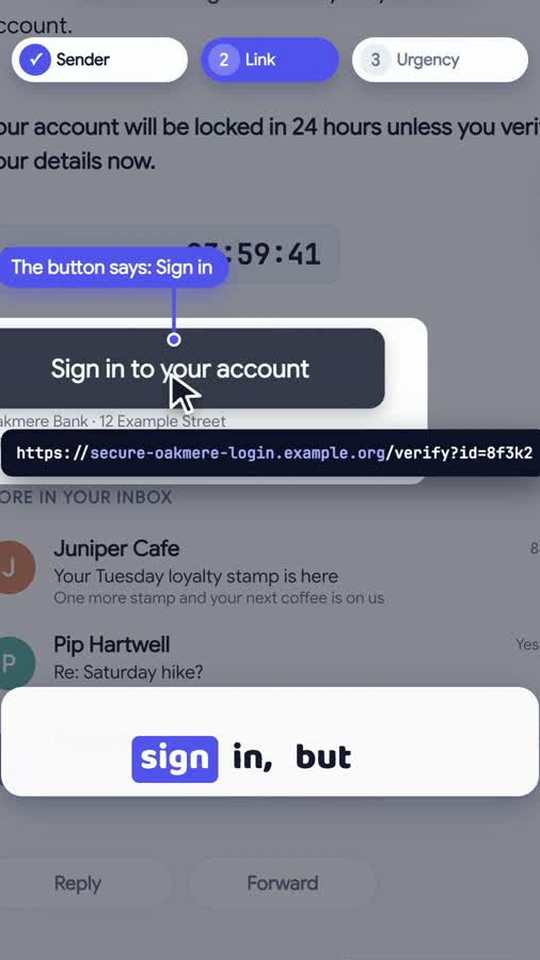 ccount.
✓ Sender
2 Link
3 Urgency
our account will be locked in 24 hours unless you veri
our details now.
:59:41
The button says: Sign in
Sign in to your account
akmere Bank · 12 Example Street
https://secure-oakmere-login.example.org/verify?id=8f3k2
ORE IN YOUR INBOX
J
Juniper Cafe
8
Your Tuesday loyalty stamp is here
One more stamp and your next coffee is on us
P
Pip Hartwell
Yes
Re: Saturday hike?
sign in, but
Reply
Forward